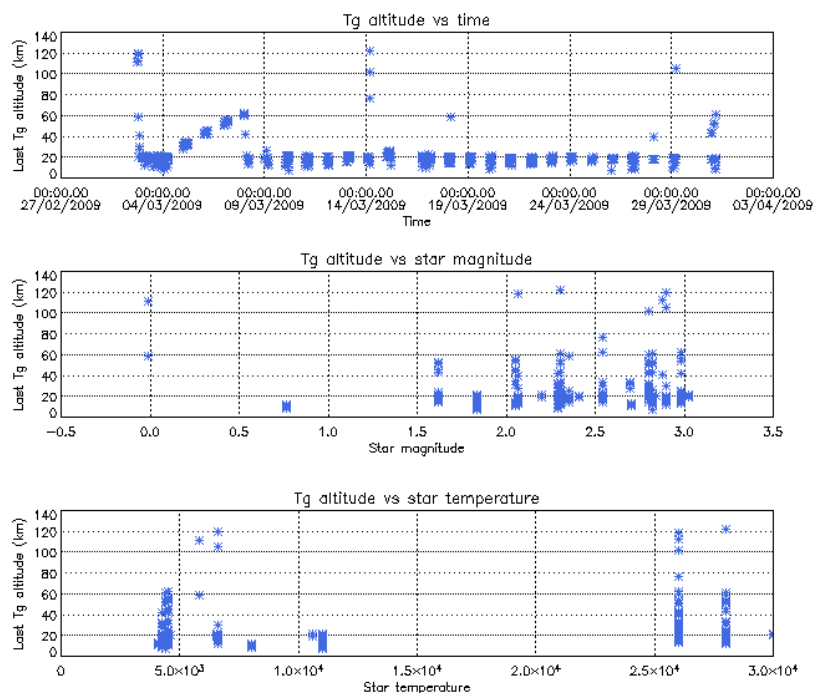 Tg altitude vs time
Last Tg altitude (km)
140
120
100
80
60
40
20
0
00:00.00 00:00.00 00:00.00 00:00.00 00:00.00 00:00.00 00:00.00 00:00.00
27/02/2009 04/03/2009 09/03/2009 14/03/2009 19/03/2009 24/03/2009 29/03/2009 03/04/2009
Time
Tg altitude vs star magnitude
Last Tg altitude (km)
140
120
100
80
60
40
20
0
-0.5 0.0 0.5 1.0 1.5 2.0 2.5 3.0 3.5
Star magnitude
Tg altitude vs star temperature
Last Tg altitude (km)
140
120
100
80
60
40
20
0
0 5.0×10³ 1.0×10⁴ 1.5×10⁴ 2.0×10⁴ 2.5×10⁴ 3.0×10⁴
Star temperature